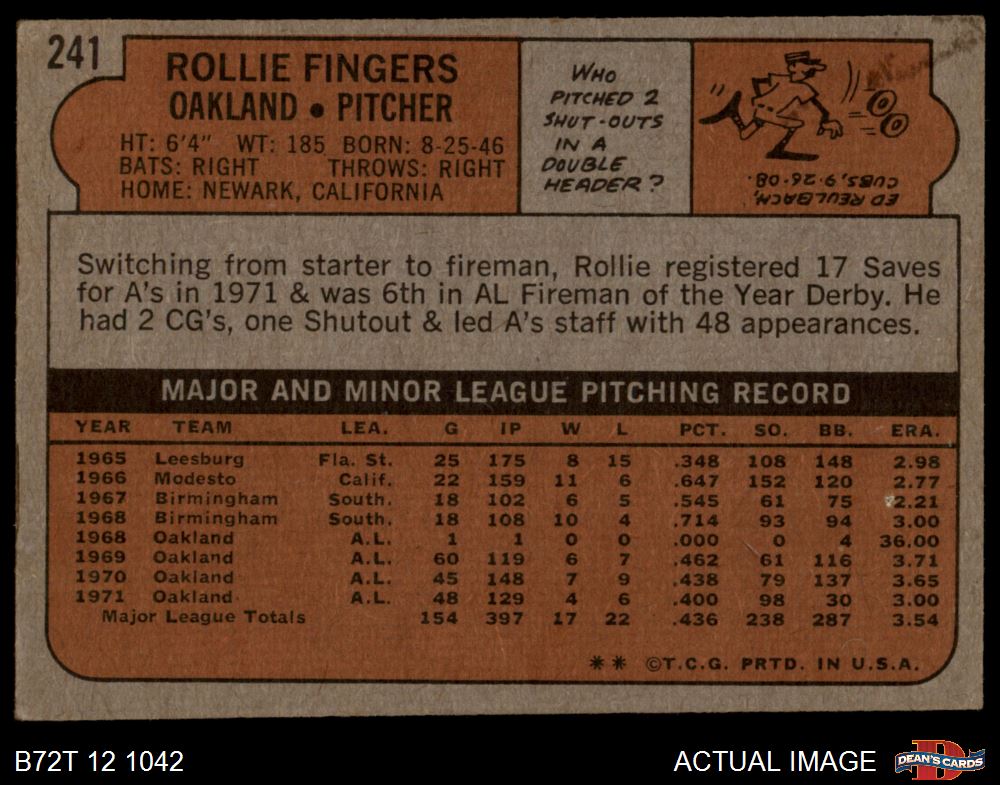 241
ROLLIE FINGERS
OAKLAND • PITCHER
HT: 6'4" WT: 185 BORN: 8-25-46
BATS: RIGHT THROWS: RIGHT
HOME: NEWARK, CALIFORNIA
WHO
PITCHED 2
SHUT-OUTS
IN A
DOUBLE
HEADER?
ED REULBACH,
CUBS, 9-26-08.
Switching from starter to fireman, Rollie registered 17 Saves
for A's in 1971 & was 6th in AL Fireman of the Year Derby. He
had 2 CG's, one Shutout & led A's staff with 48 appearances.
MAJOR AND MINOR LEAGUE PITCHING RECORD
YEAR TEAM LEA. G IP W L PCT. SO. BB. ERA.
1965 Leesburg Fla. St. 25 175 8 15 .348 108 148 2.98
1966 Modesto Calif. 22 159 11 6 .647 152 120 2.77
1967 Birmingham South. 18 102 6 5 .545 61 75 2.21
1968 Birmingham South. 18 108 10 4 .714 93 94 3.00
1968 Oakland A.L. 1 1 0 0 .000 0 4 36.00
1969 Oakland A.L. 60 119 6 7 .462 61 116 3.71
1970 Oakland A.L. 45 148 7 9 .438 79 137 3.65
1971 Oakland A.L. 48 129 4 6 .400 98 30 3.00
Major League Totals 154 397 17 22 .436 238 287 3.54
** ©T.C.G. PRTD. IN U.S.A.
B72T 12 1042
ACTUAL IMAGE
DEAN'S CARDS